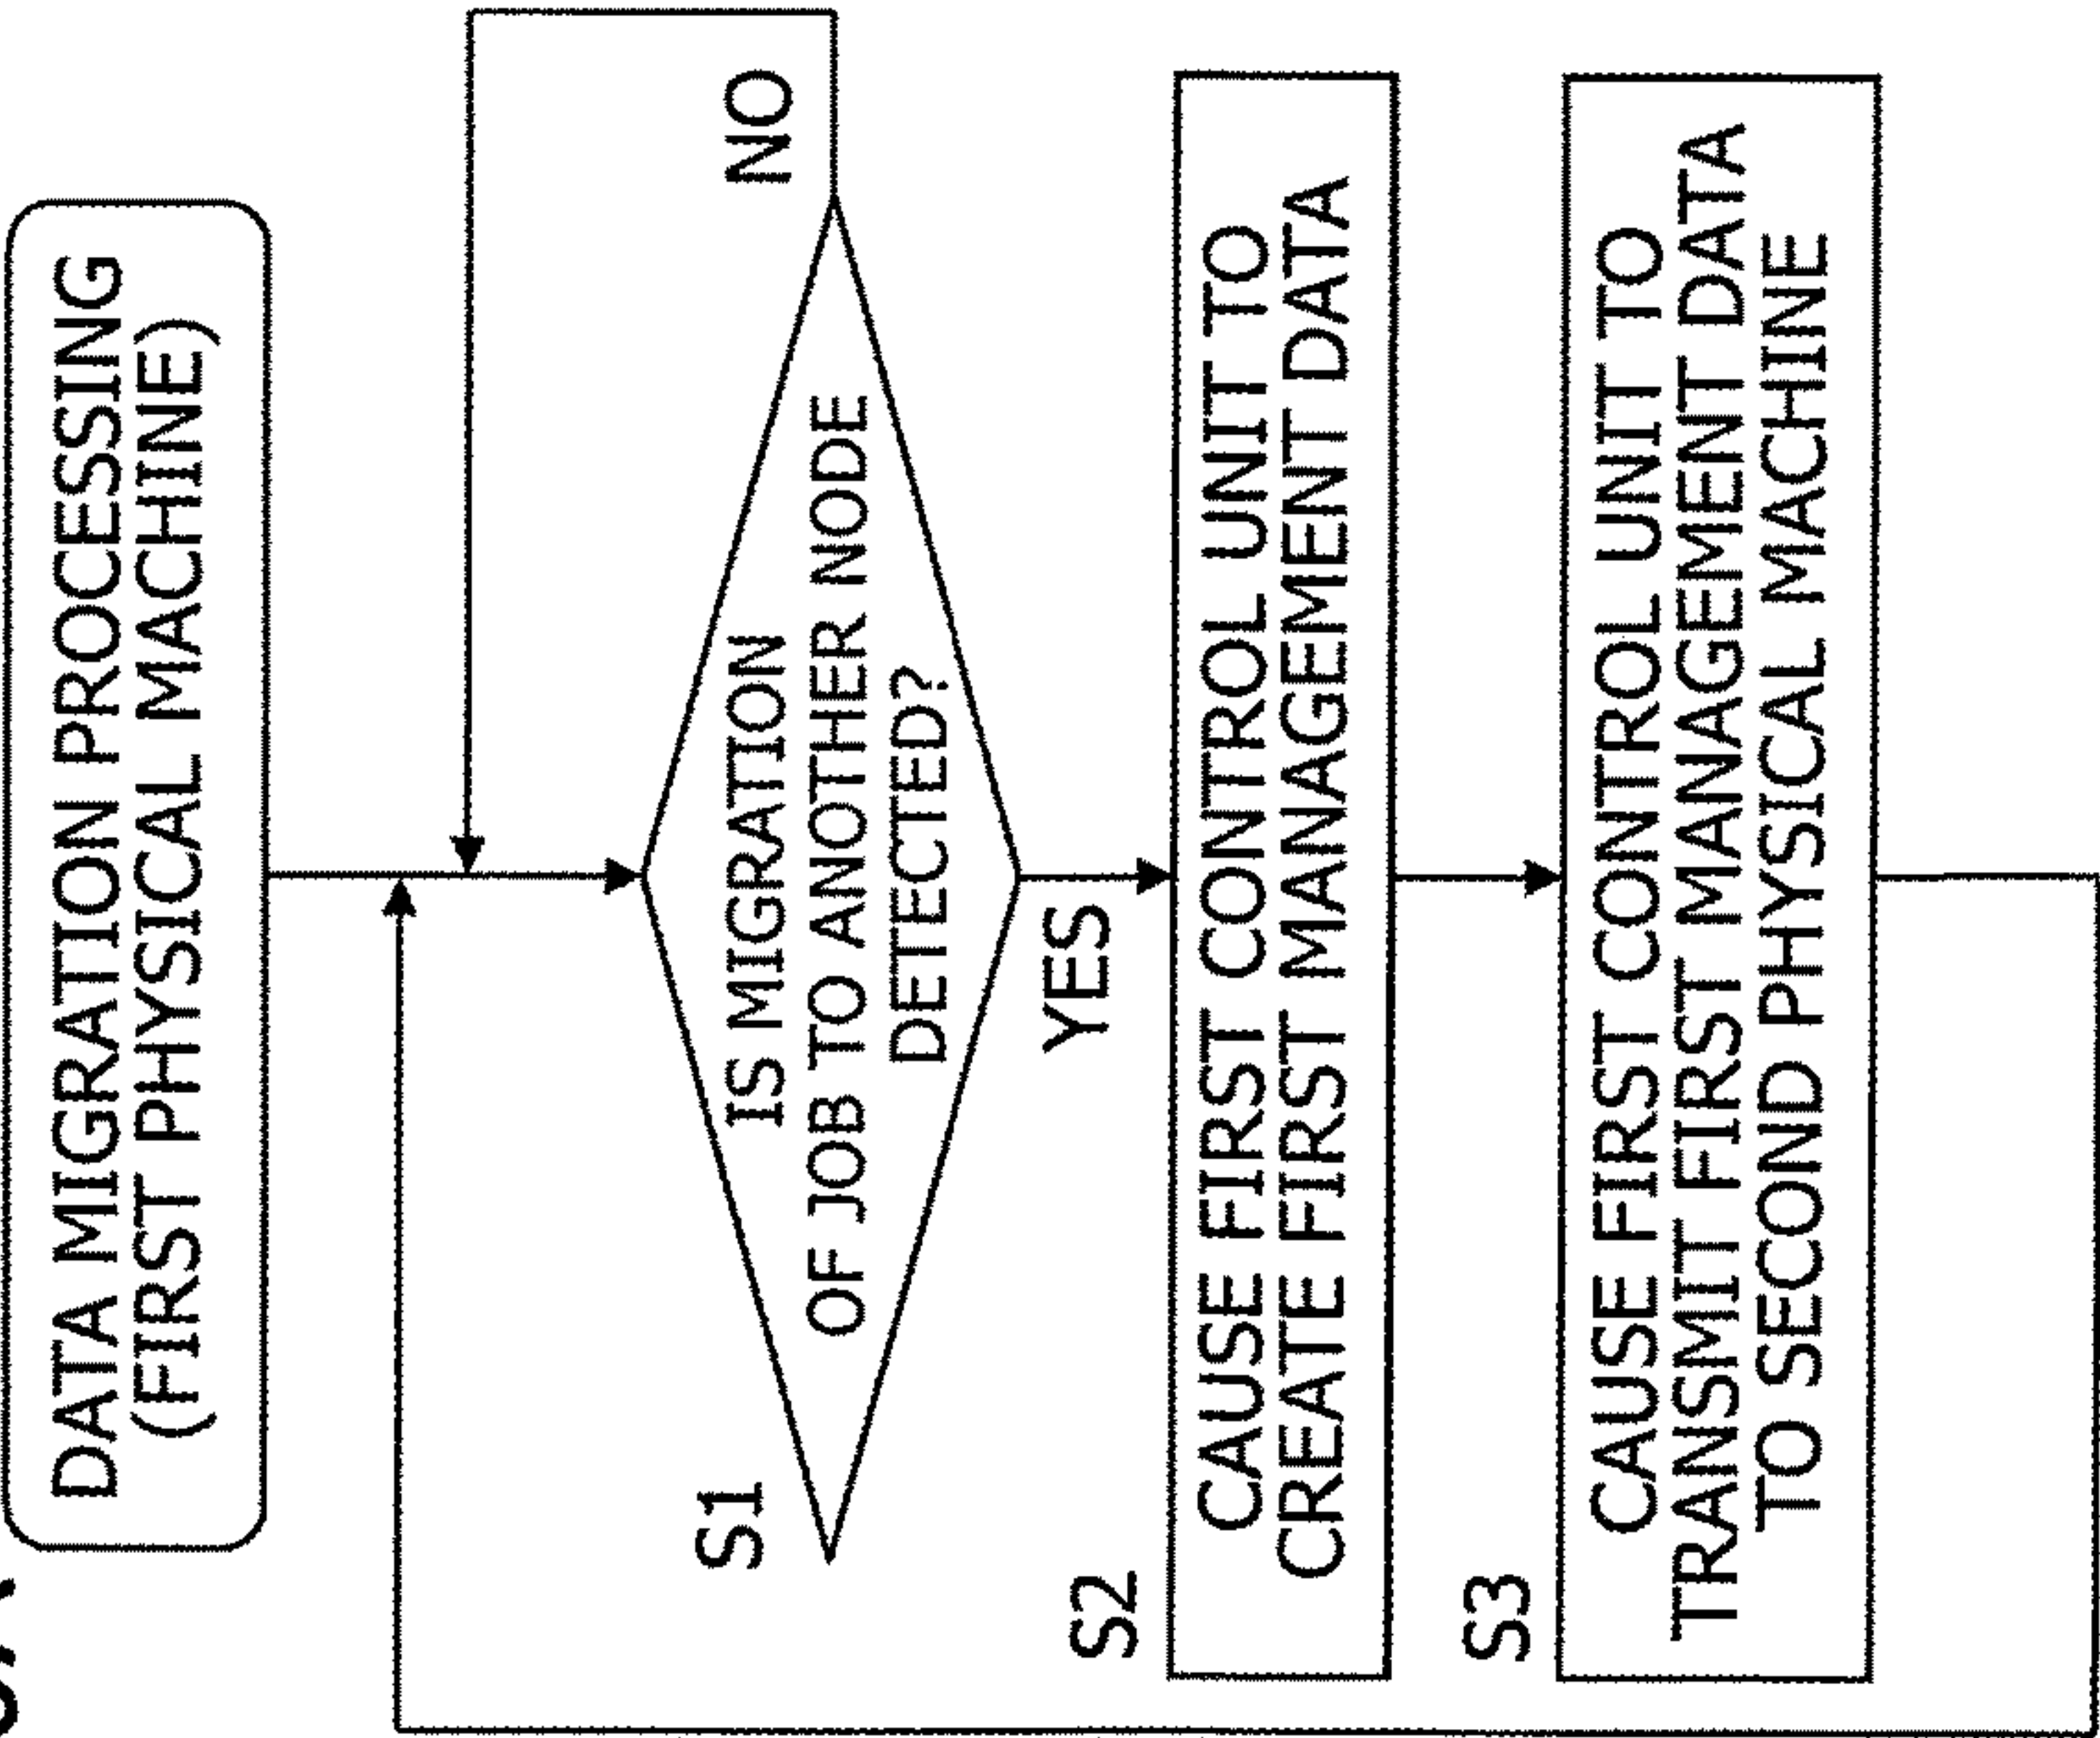 DATA MIGRATION PROCESSING
(FIRST PHYSICAL MACHINE)
S1
IS MIGRATION
OF JOB TO ANOTHER NODE
DETECTED?
NO
YES
S2
CAUSE FIRST CONTROL UNIT TO
CREATE FIRST MANAGEMENT DATA
S3
CAUSE FIRST CONTROL UNIT TO
TRANSMIT FIRST MANAGEMENT DATA
TO SECOND PHYSICAL MACHINE